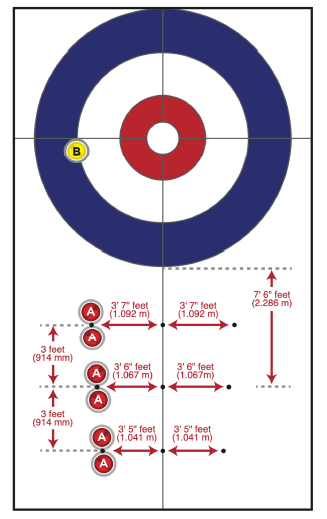 B
7' 6" feet
(2.286 m)
A
3' 7" feet
(1.092 m)
3' 7" feet
(1.092 m)
A
3 feet
(914 mm)
A
3' 6" feet
(1.067 m)
3' 6" feet
(1.067m)
A
3 feet
(914 mm)
A
3' 5" feet
(1.041 m)
3' 5" feet
(1.041 m)
A